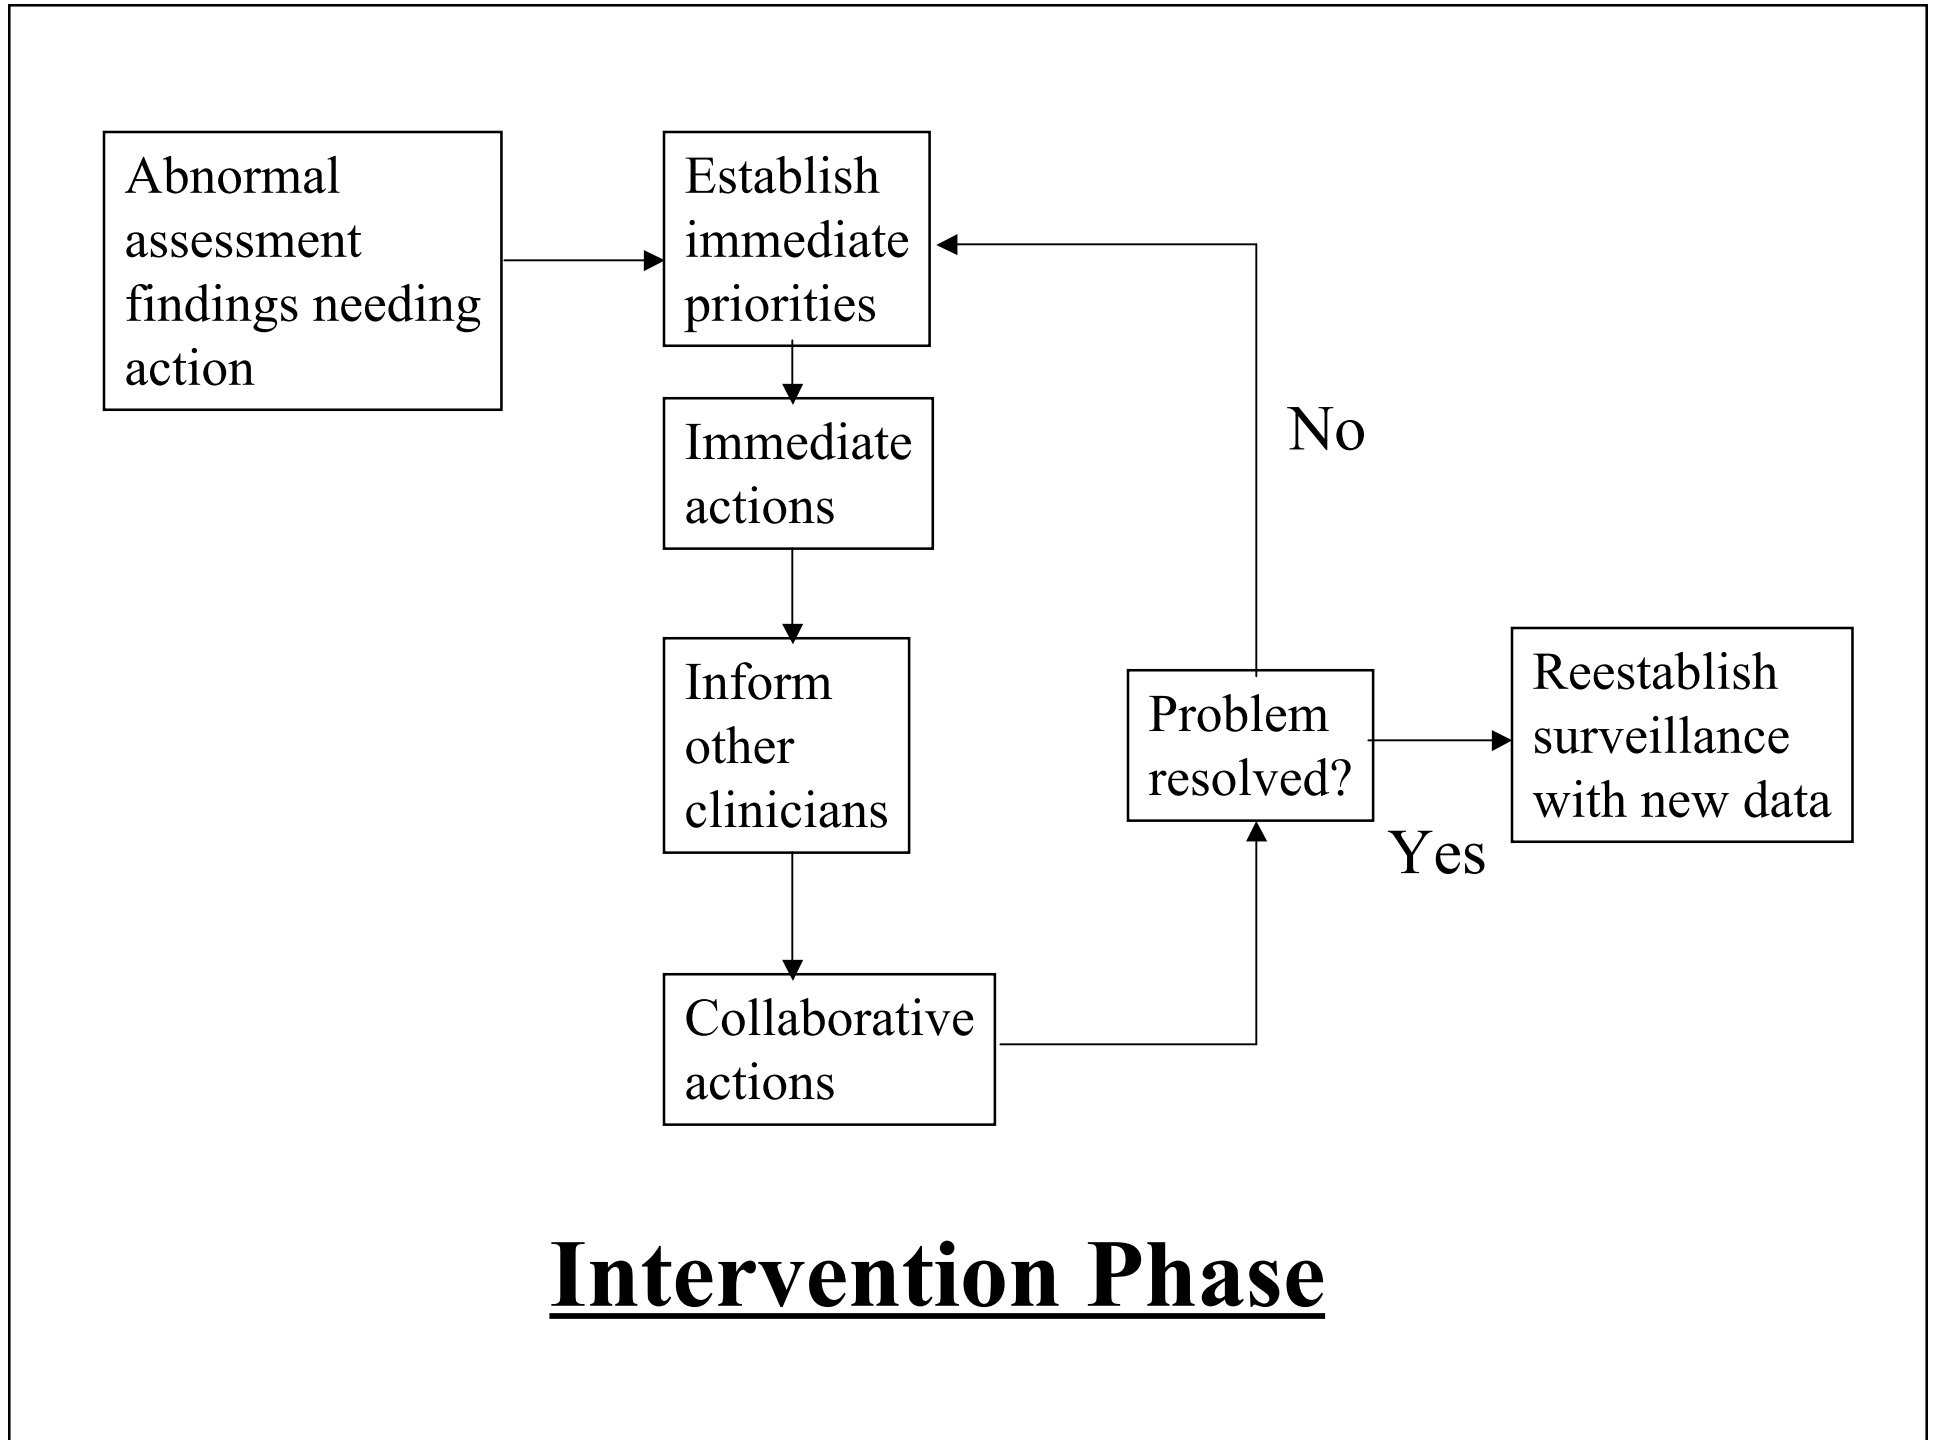 Abnormal
assessment
findings needing
action
Establish
immediate
priorities
Immediate
actions
No
Inform
other
clinicians
Problem
resolved?
Reestablish
surveillance
with new data
Yes
Collaborative
actions
Intervention Phase